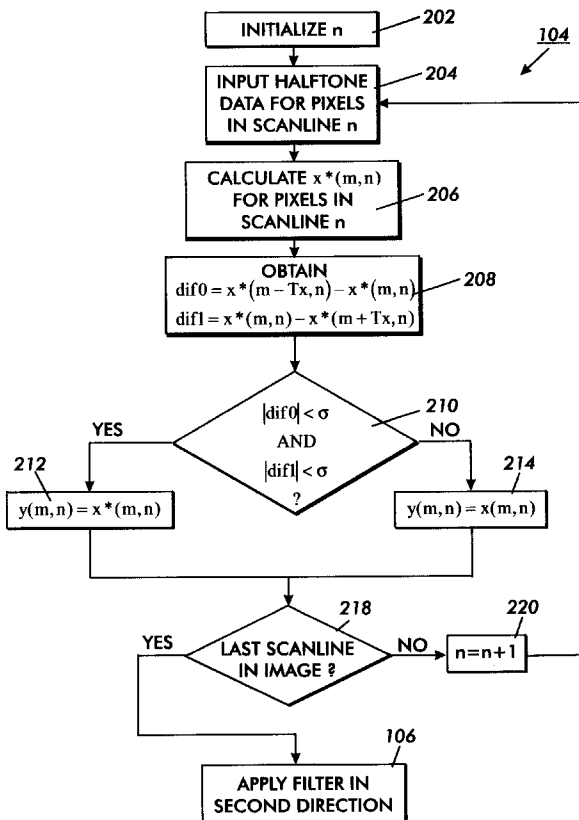 INITIALIZE n
202
104
INPUT HALFTONE
DATA FOR PIXELS
IN SCANLINE n
204
CALCULATE x*(m,n)
FOR PIXELS IN
SCANLINE n
206
OBTAIN
dif0 = x*(m − Tx, n) − x*(m, n)
dif1 = x*(m, n) − x*(m + Tx, n)
208
|dif0| < σ
AND
|dif1| < σ
?
210
YES
NO
212
y(m, n) = x*(m, n)
214
y(m, n) = x(m, n)
218
LAST SCANLINE
IN IMAGE ?
YES
NO
220
n=n+1
106
APPLY FILTER IN
SECOND DIRECTION